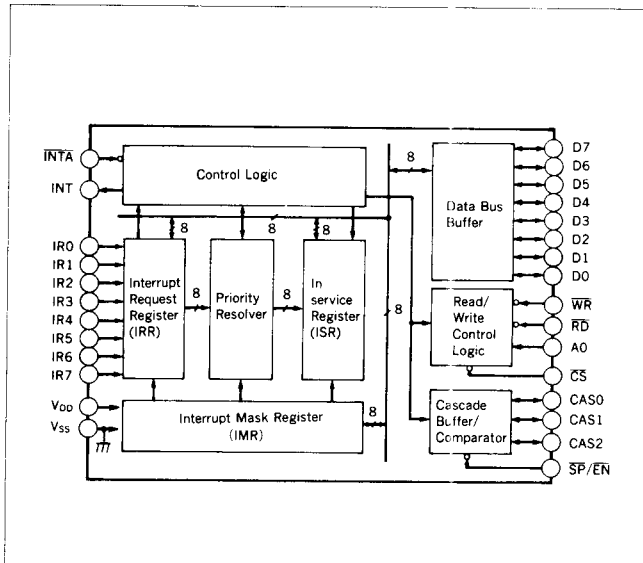 INTA
INT
IR0
IR1
IR2
IR3
IR4
IR5
IR6
IR7
VDD
VSS
Control Logic
8
8
8
8
Interrupt
Request
Register
(IRR)
8
Priority
Resolver
8
In
service
Register
(ISR)
Interrupt Mask Register
(IMR)
8
8
8
Data Bus
Buffer
Read/
Write
Control
Logic
Cascade
Buffer/
Comparator
D7
D6
D5
D4
D3
D2
D1
D0
WR
RD
A0
CS
CAS0
CAS1
CAS2
SP/EN